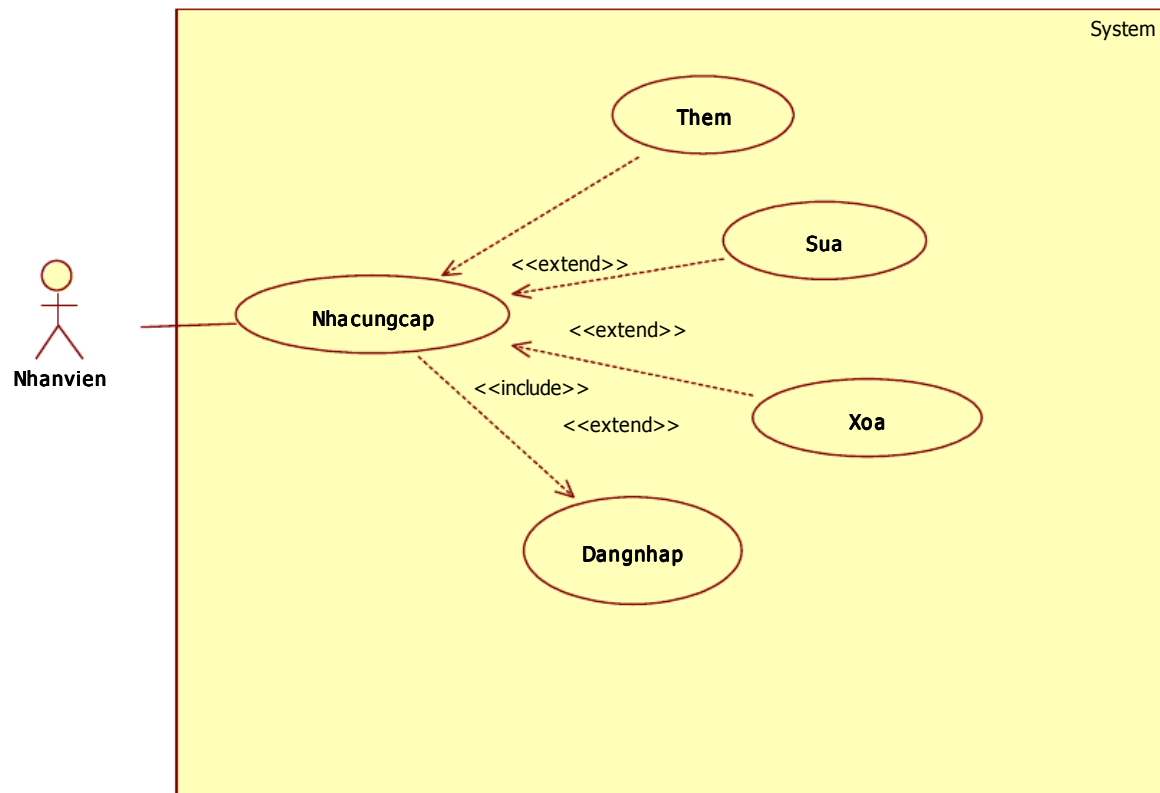 System
Them
Sua
<<extend>>
Nhacungcap
<<extend>>
Nhanvien
<<include>>
Xoa
<<extend>>
Dangnhap